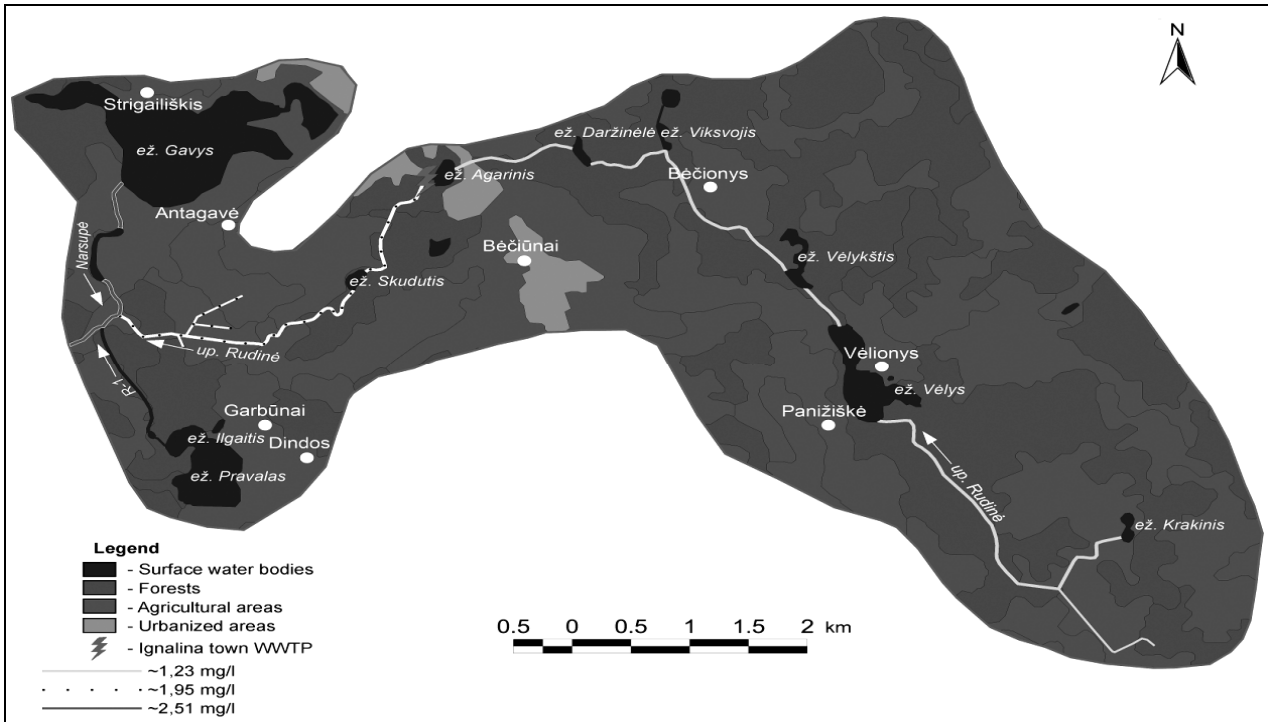 N
Strigailiškis
ež. Gavys
ež. Daržinėlė
ež. Viksvojis
ež. Agarinis
Bėčionys
Antagavė
Narsupė
Bėčiūnai
ež. Vėlykštis
ež. Skudutis
up. Rudinė
Vėlionys
R-1
ež. Vėlys
Garbūnai
Panižiškė
ež. Ilgaitis
Dindos
ež. Pravalas
up. Rudinė
ež. Krakinis
Legend
- Surface water bodies
- Forests
- Agricultural areas
- Urbanized areas
- Ignalina town WWTP
~1,23 mg/l
~1,95 mg/l
~2,51 mg/l
0.5 0 0.5 1 1.5 2 km